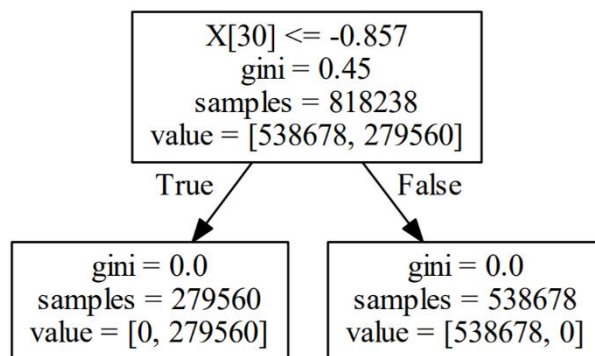 X[30] <= -0.857
gini = 0.45
samples = 818238
value = [538678, 279560]
True
False
gini = 0.0
samples = 279560
value = [0, 279560]
gini = 0.0
samples = 538678
value = [538678, 0]